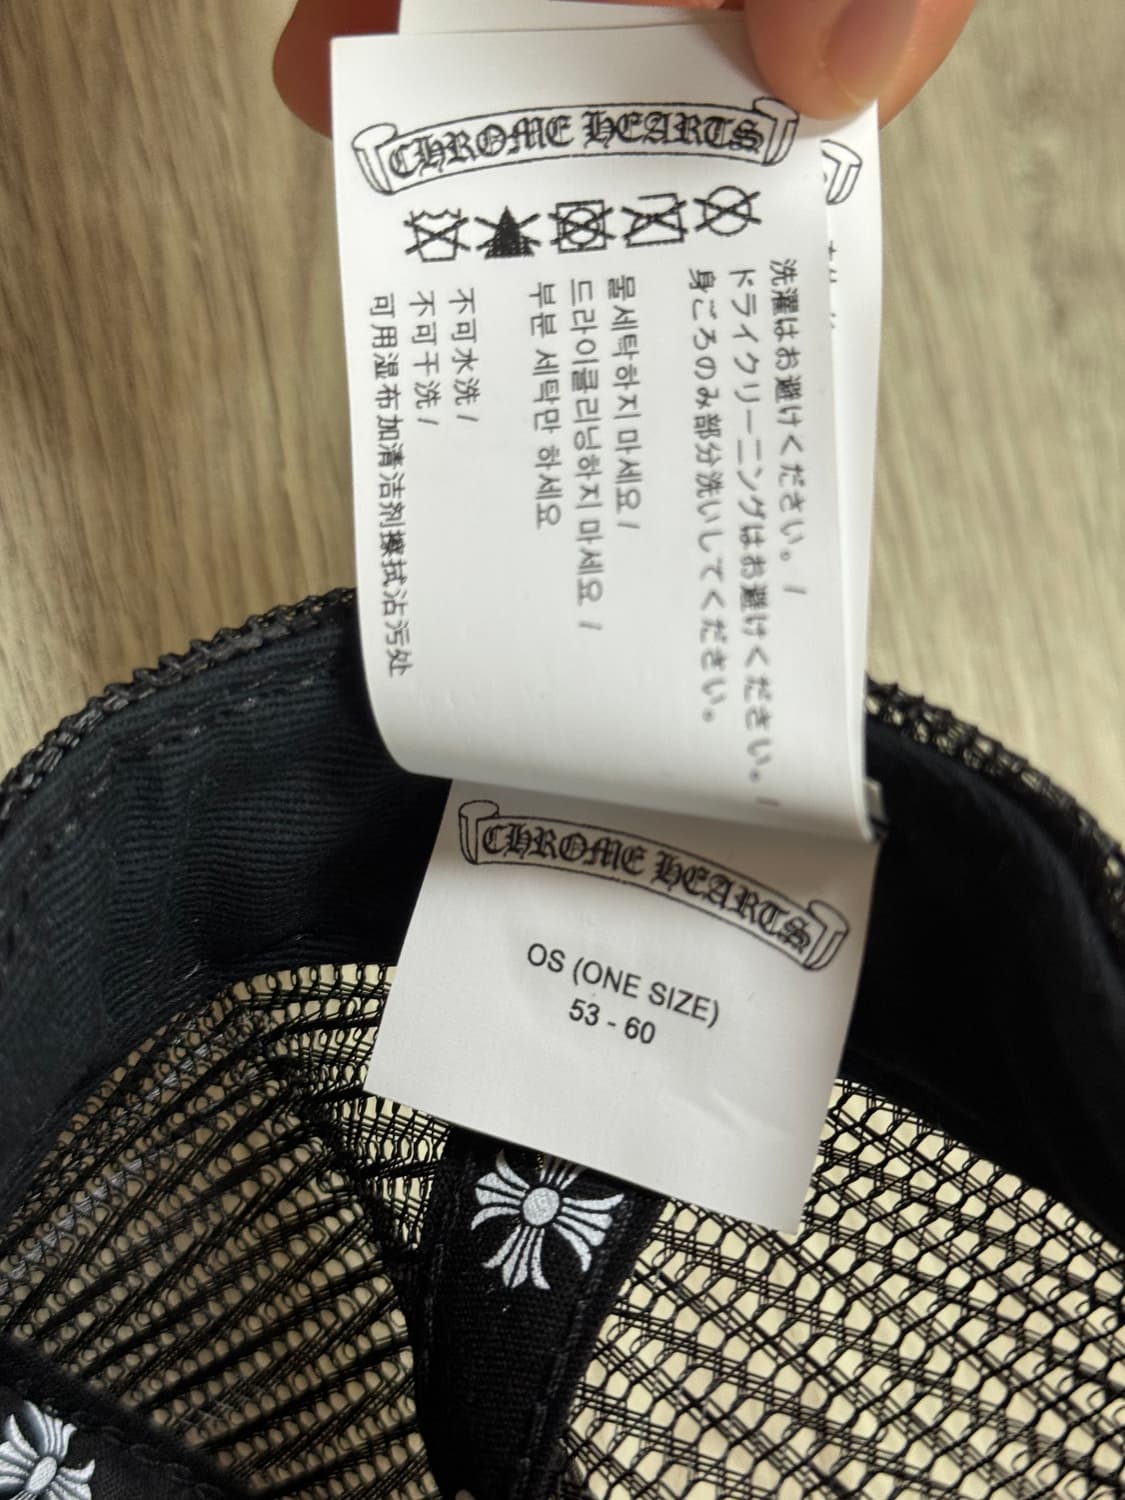 CHROME HEARTS
洗濯はお避けください。/
ドライクリーニングはお避けください。/
身ごろのみ部分洗いしてください。
물세탁하지 마세요 /
드라이클리닝하지 마세요 /
부분 세탁만 하세요
不可水洗 /
不可干洗 /
可用湿布加清洁剂擦拭沾污处
CHROME HEARTS
OS (ONE SIZE)
53 - 60